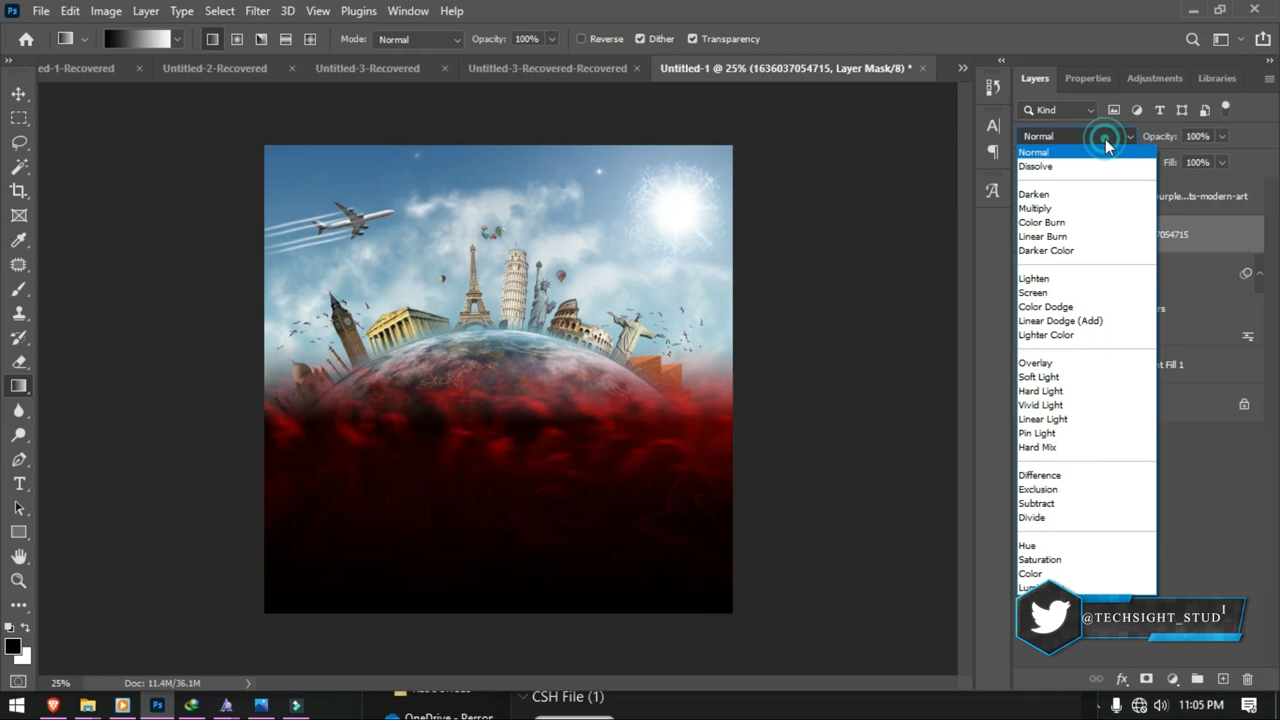 Ps File Edit Image Layer Type Select Filter 3D View Plugins Window Help
Mode: Normal Opacity: 100% Reverse Dither Transparency
ed-1-Recovered × Untitled-2-Recovered × Untitled-3-Recovered × Untitled-3-Recovered-Recovered × Untitled-1 @ 25% (1636037054715, Layer Mask/8) * ×
Layers Properties Adjustments Libraries
Kind
Normal Opacity: 100%
Fill: 100%
Normal
Dissolve
Darken
Multiply
Color Burn
Linear Burn
Darker Color
Lighten
Screen
Color Dodge
Linear Dodge (Add)
Lighter Color
Overlay
Soft Light
Hard Light
Vivid Light
Linear Light
Pin Light
Hard Mix
Difference
Exclusion
Subtract
Divide
Hue
Saturation
Color
urple...ts-modern-art
7054715
rs
t Fill 1
@TECHSIGHT_STUD
25% Doc: 11.4M/36.1M
CSH File (1)
OneDrive - Person
11:05 PM